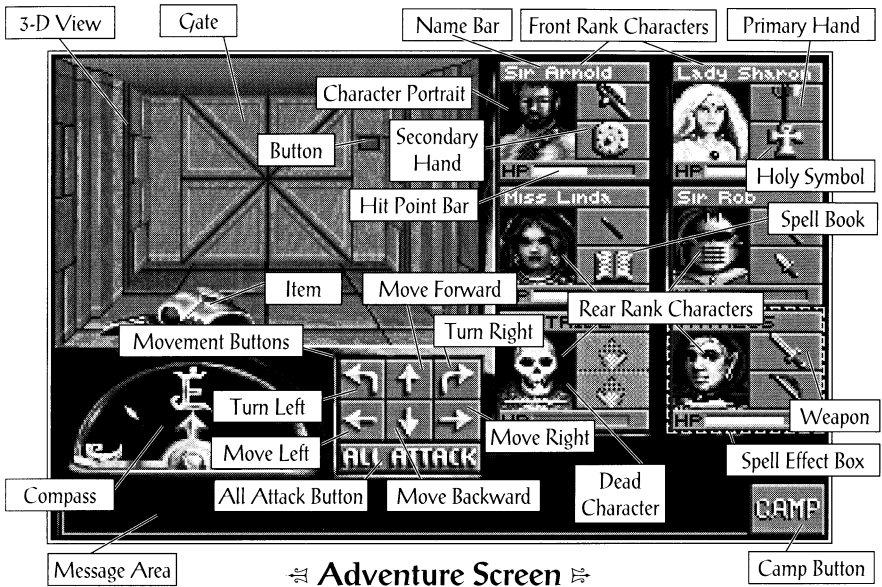 3-D View
Gate
Name Bar
Front Rank Characters
Primary Hand
Sir Arnold
Lady Sharon
Character Portrait
Button
Secondary
Hand
HP
HP
Holy Symbol
Hit Point Bar
Miss Linda
Sir Rob
Spell Book
Item
Move Forward
Rear Rank Characters
Movement Buttons
Turn Right
Turn Left
Move Left
Move Right
HP
HP
Weapon
ALL ATTACK
Spell Effect Box
Compass
All Attack Button
Move Backward
Dead
Character
CAMP
Message Area
Adventure Screen
Camp Button